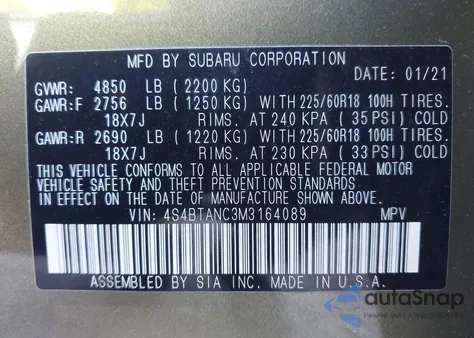 MFD BY SUBARU CORPORATION
DATE: 01/21
GVWR: 4850 LB (2200 KG)
GAWR:F 2756 LB (1250 KG) WITH 225/60R18 100H TIRES.
18X7J RIMS. AT 240 KPA (35 PSI) COLD
GAWR:R 2690 LB (1220 KG) WITH 225/60R18 100H TIRES.
18X7J RIMS. AT 230 KPA (33 PSI) COLD
THIS VEHICLE CONFORMS TO ALL APPLICABLE FEDERAL MOTOR
VEHICLE SAFETY AND THEFT PREVENTION STANDARDS
IN EFFECT ON THE DATE OF MANUFACTURE SHOWN ABOVE.
VIN: 4S4BTANC3M3164089 MPV
ASSEMBLED BY SIA INC. MADE IN U.S.A.
autoSnap